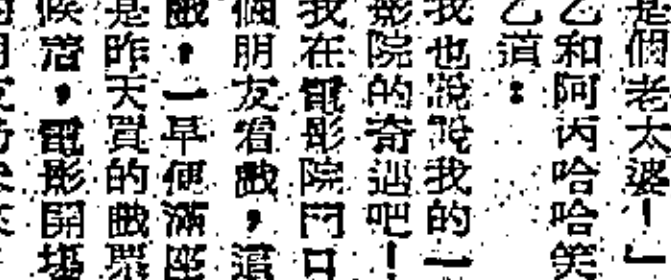 是個老太婆！」
乙和阿丙哈哈笑
乙道：
我也說說我的一
影院的奇遇吧！
我在電影院門口
個朋友看戲，這
戲，一早便滿座
是昨天買的戲票
候着，電影開場